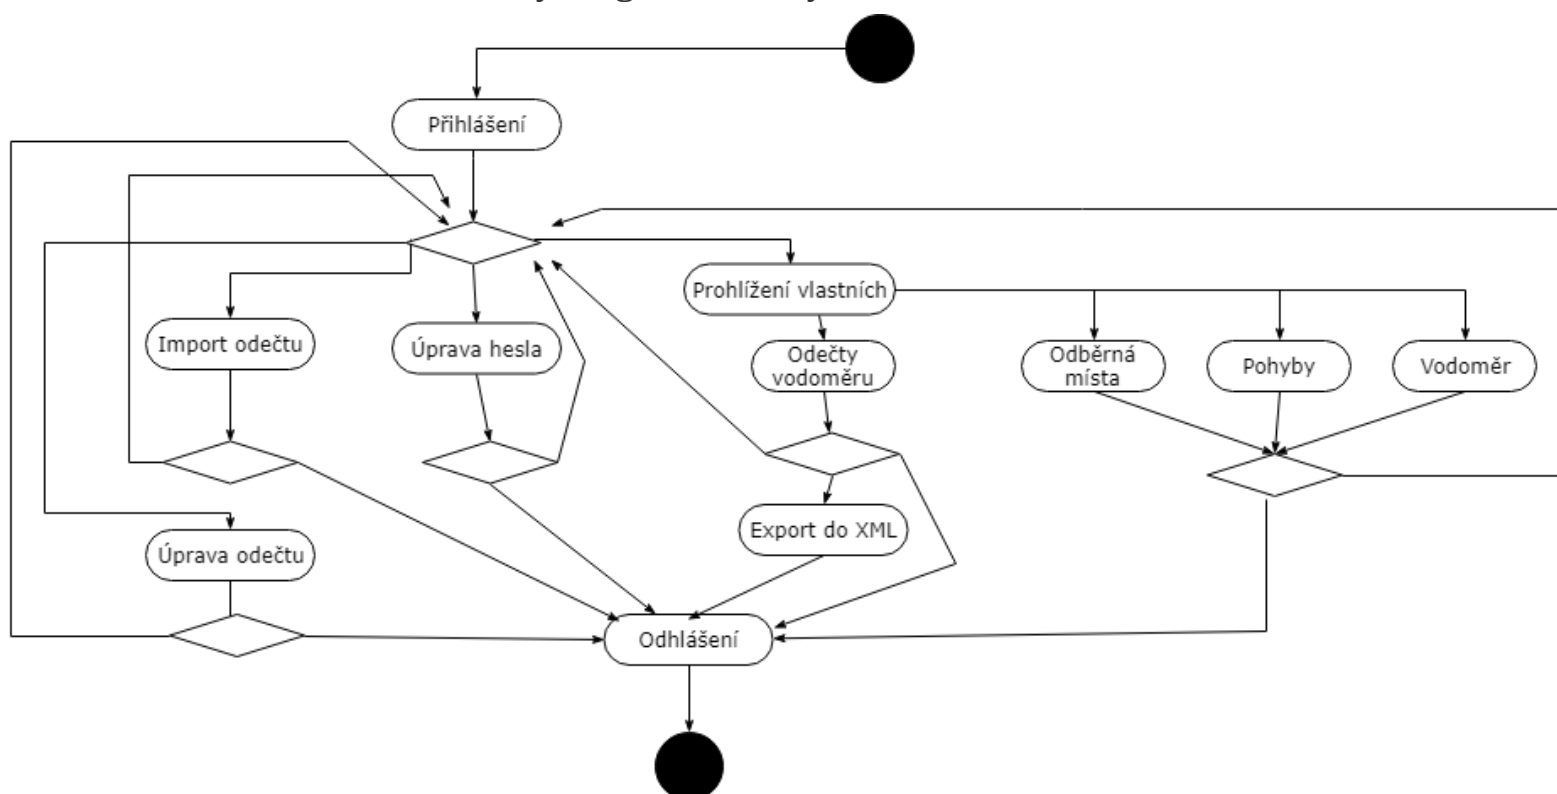 Přihlášení
Prohlížení vlastních
Import odečtu
Úprava hesla
Odečty
vodoměru
Odběrná
místa
Pohyby
Vodoměr
Export do XML
Úprava odečtu
Odhlášení